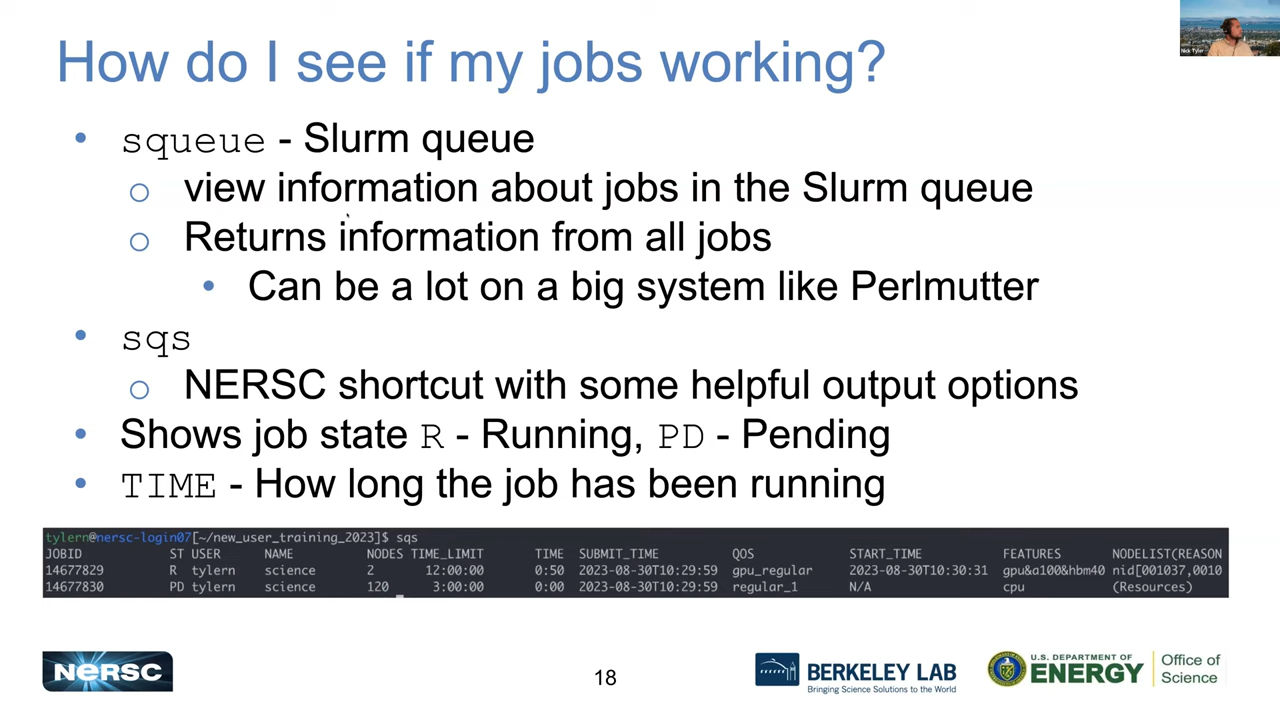 How do I see if my jobs working?
Nick Tyler
• squeue - Slurm queue
o view information about jobs in the Slurm queue
o Returns information from all jobs
• Can be a lot on a big system like Perlmutter
• sqs
o NERSC shortcut with some helpful output options
• Shows job state R - Running, PD - Pending
• TIME - How long the job has been running
tylern@nersc-login07[~/new_user_training_2023]$ sqs
JOBID ST USER NAME NODES TIME_LIMIT TIME SUBMIT_TIME QOS START_TIME FEATURES NODELIST(REASON
14677829 R tylern science 2 12:00:00 0:50 2023-08-30T10:29:59 gpu_regular 2023-08-30T10:30:31 gpu&a100&hbm40 nid[001037,0010
14677830 PD tylern science 120 3:00:00 0:00 2023-08-30T10:29:59 regular_1 N/A cpu (Resources)
NERSC
18
BERKELEY LAB
Bringing Science Solutions to the World
U.S. DEPARTMENT OF
ENERGY
Office of
Science